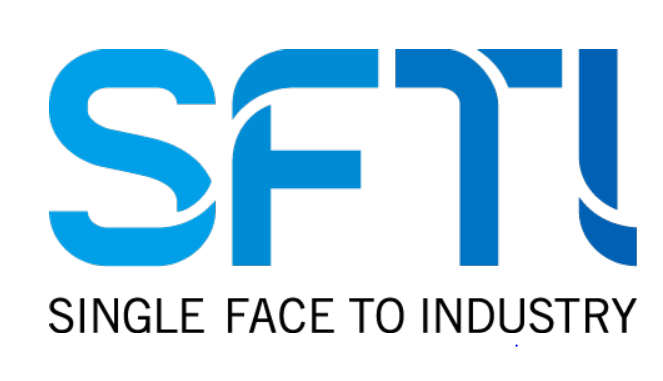 SFTI
SINGLE FACE TO INDUSTRY